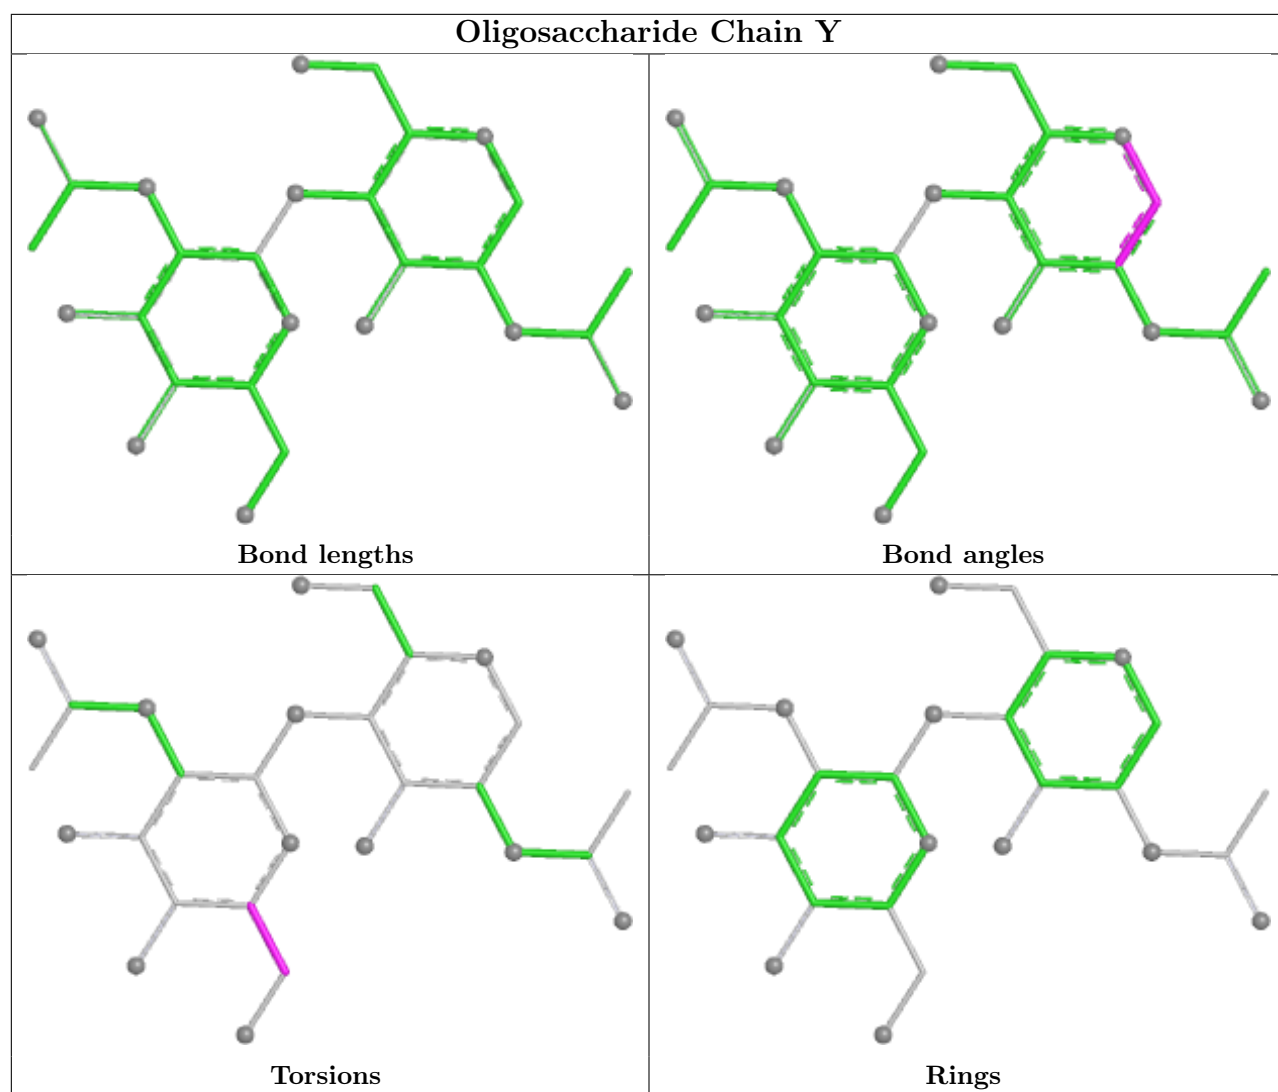 Oligosaccharide Chain Y
Bond lengths
Bond angles
Torsions
Rings